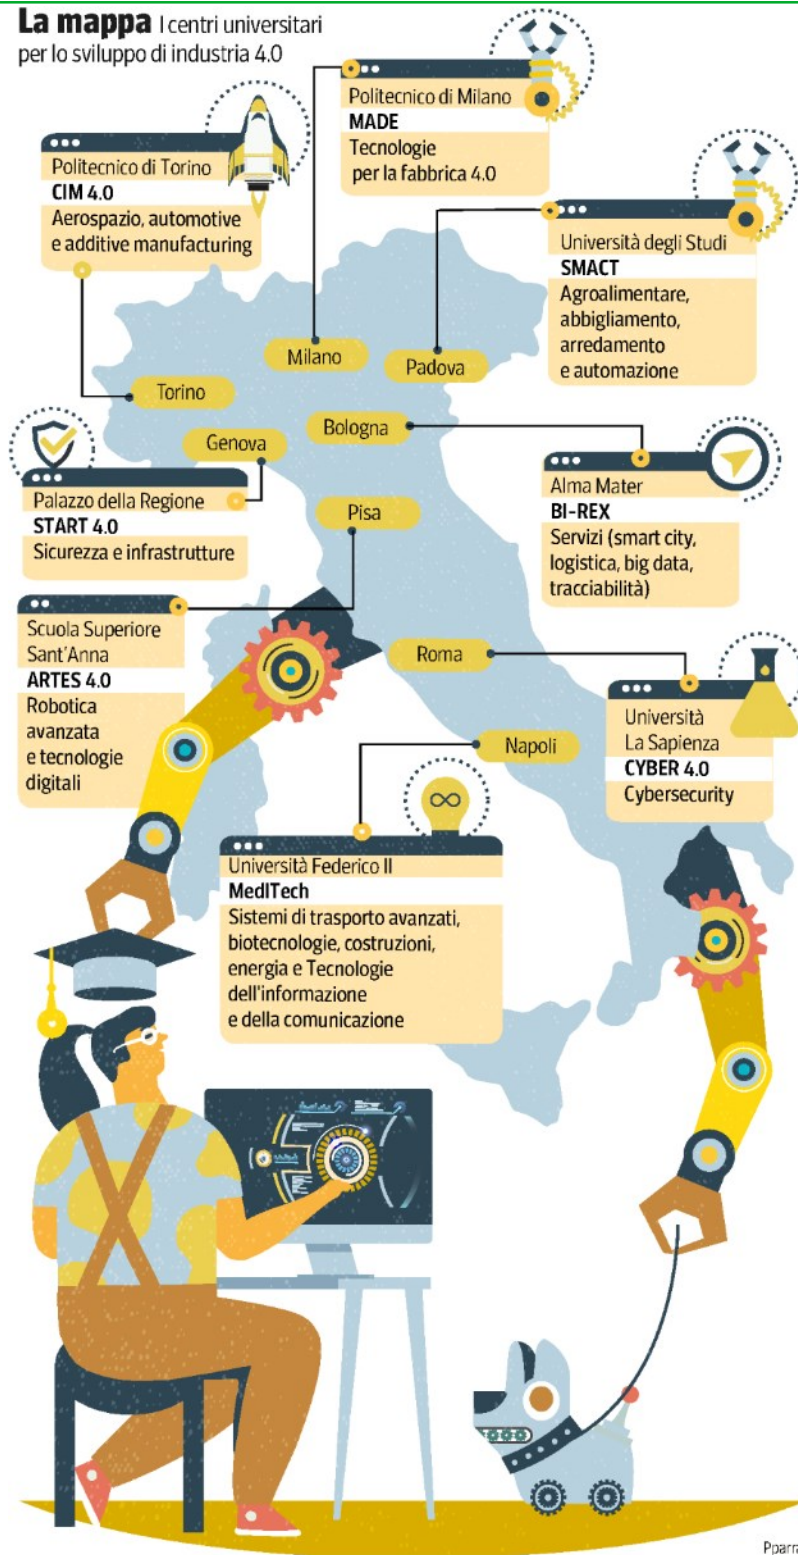 La mappa I centri universitari
per lo sviluppo di industria 4.0
Politecnico di Milano
MADE
Tecnologie
per la fabbrica 4.0
Politecnico di Torino
CIM 4.0
Aerospazio, automotive
e additive manufacturing
Università degli Studi
SMACT
Agroalimentare,
abbigliamento,
arredamento
e automazione
Milano
Padova
Torino
Bologna
Genova
Alma Mater
BI-REX
Servizi (smart city,
logistica, big data,
tracciabilità)
Palazzo della Regione
START 4.0
Sicurezza e infrastrutture
Pisa
Scuola Superiore
Sant'Anna
ARTES 4.0
Robotica
avanzata
e tecnologie
digitali
Roma
Università
La Sapienza
CYBER 4.0
Cybersecurity
Napoli
Università Federico II
MedITech
Sistemi di trasporto avanzati,
biotecnologie, costruzioni,
energia e Tecnologie
dell'informazione
e della comunicazione
Pparra